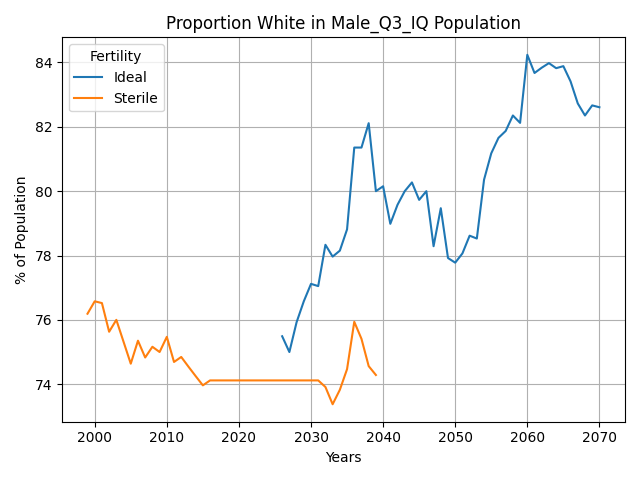 Proportion White in Male_Q3_IQ Population
Fertility
Ideal
Sterile
% of Population
84
82
80
78
76
74
2000
2010
2020
2030
2040
2050
2060
2070
Years